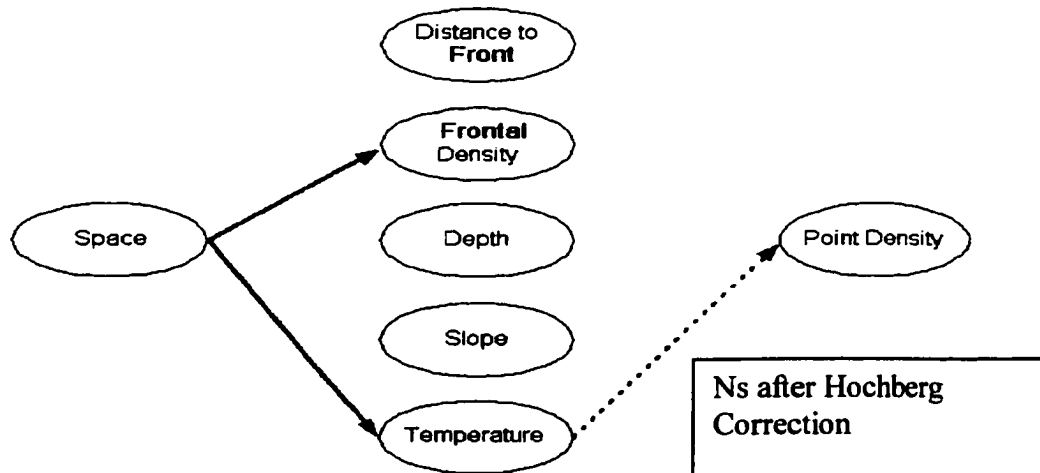 Distance to
Front
Frontal
Density
Space
Depth
Point Density
Slope
Temperature
Ns after Hochberg
Correction